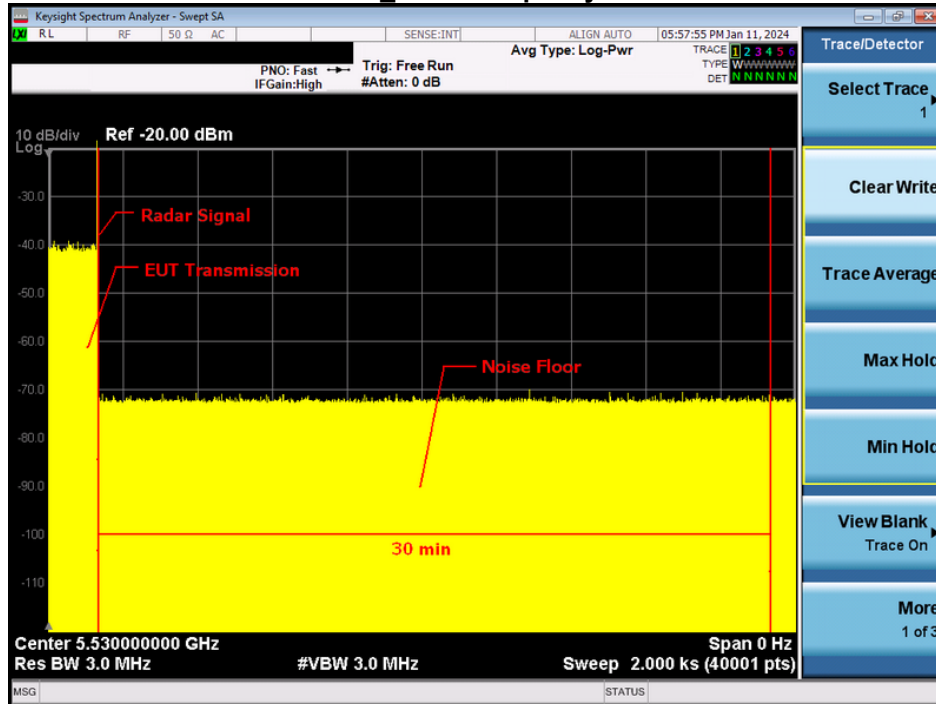 Keysight Spectrum Analyzer - Swept SA
LXI RL RF 50 Ω AC SENSE:INT ALIGN AUTO 05:57:55 PM Jan 11, 2024
Avg Type: Log-Pwr
TRACE 1 2 3 4 5 6
TYPE WWWWWW
DET N N N N N N
PNO: Fast
IFGain:High
Trig: Free Run
#Atten: 0 dB
10 dB/div
Log
Ref -20.00 dBm
-30.0
-40.0
-50.0
-60.0
-70.0
-80.0
-90.0
-100
-110
Radar Signal
EUT Transmission
Noise Floor
30 min
Center 5.530000000 GHz
Span 0 Hz
Res BW 3.0 MHz
#VBW 3.0 MHz
Sweep 2.000 ks (40001 pts)
MSG
STATUS
Trace/Detector
Select Trace
1
Clear Write
Trace Average
Max Hold
Min Hold
View Blank
Trace On
More
1 of 3